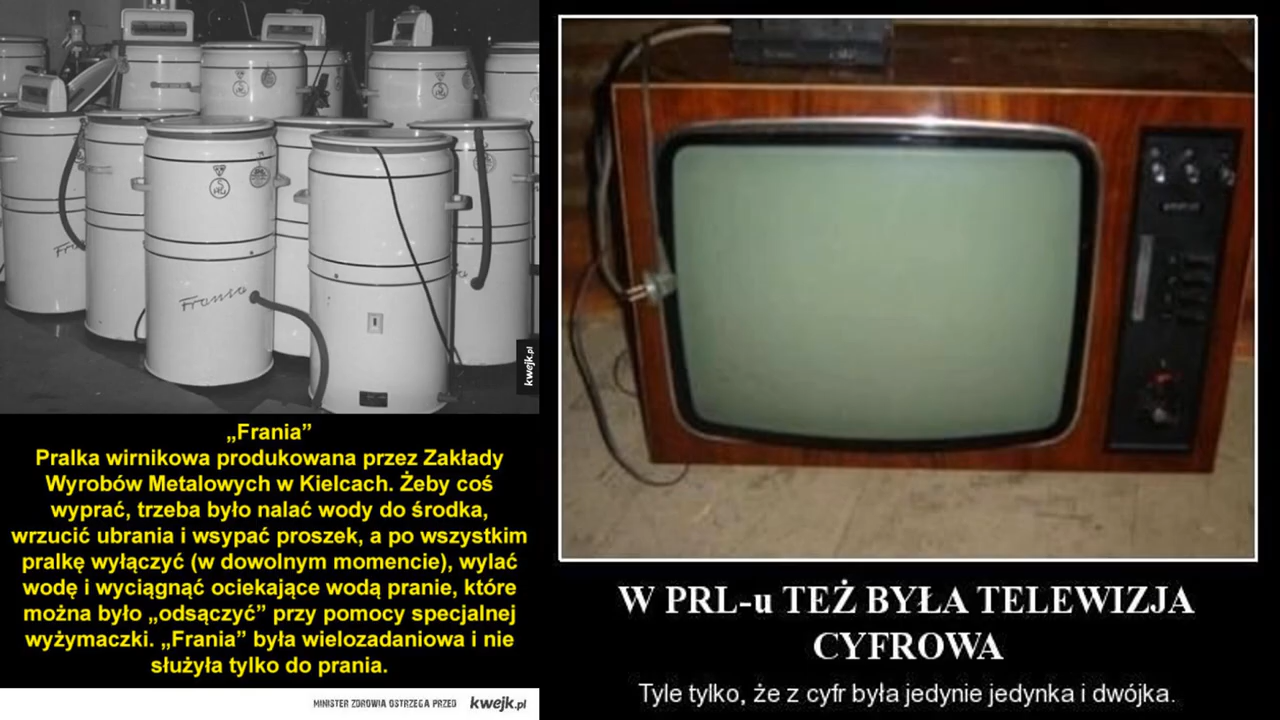 Frania
kwejk.pl
„Frania”
Pralka wirnikowa produkowana przez Zakłady
Wyrobów Metalowych w Kielcach. Żeby coś
wyprać, trzeba było nalać wody do środka,
wrzucić ubrania i wsypać proszek, a po wszystkim
pralkę wyłączyć (w dowolnym momencie), wylać
wodę i wyciągnąć ociekające wodą pranie, które
można było „odsączyć” przy pomocy specjalnej
wyżymaczki. „Frania” była wielozadaniowa i nie
służyła tylko do prania.
MINISTER ZDROWIA OSTRZEGA PRZED kwejk.pl
W PRL-u TEŻ BYŁA TELEWIZJA
CYFROWA
Tyle tylko, że z cyfr była jedynie jedynka i dwójka.